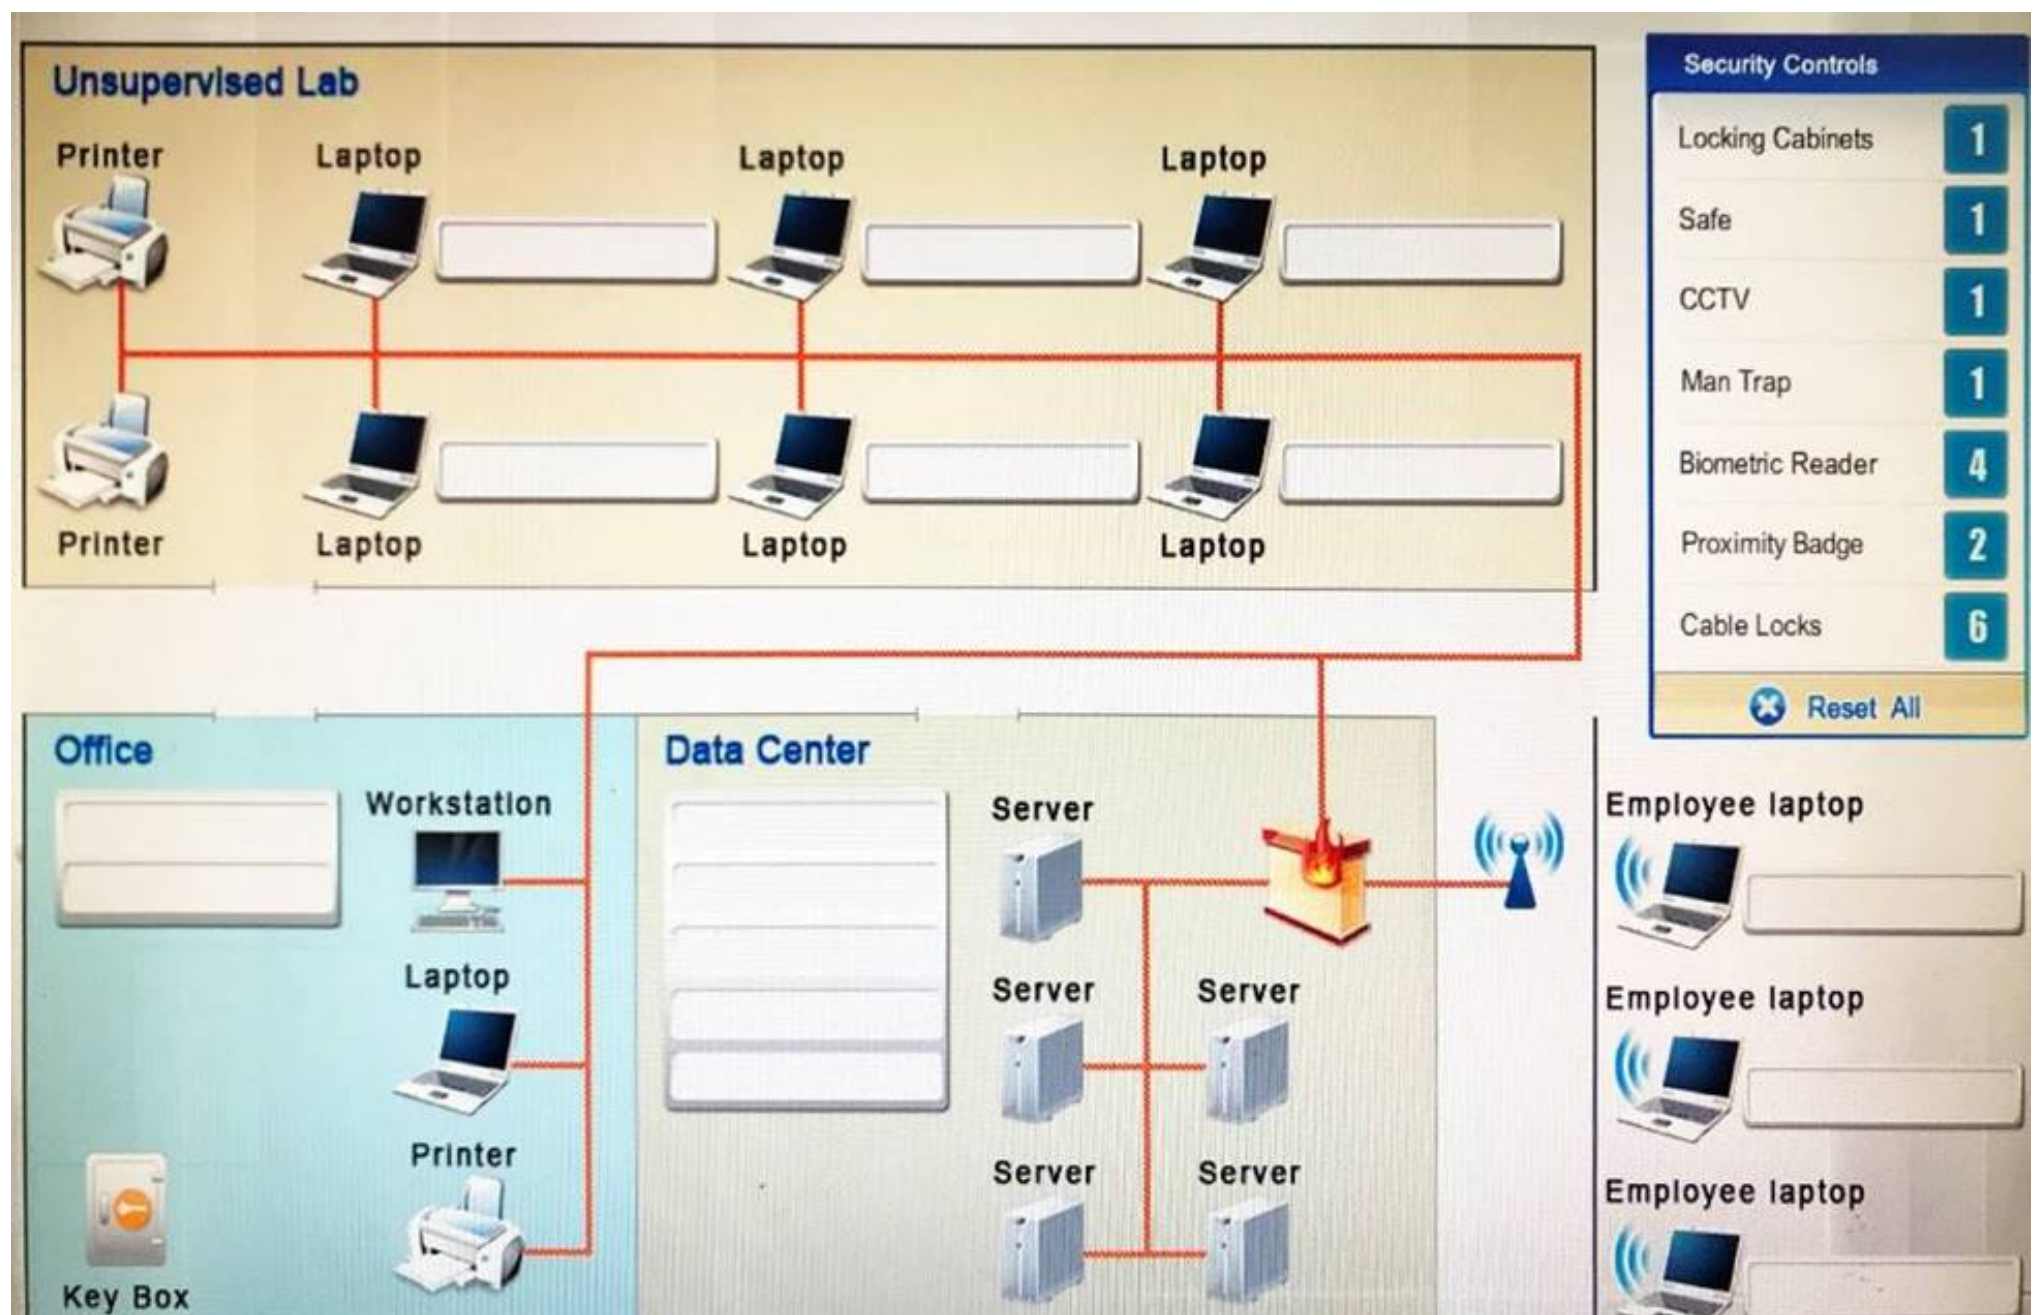 Unsupervised Lab
Printer
Laptop
Laptop
Laptop
Printer
Laptop
Laptop
Laptop
Security Controls
Locking Cabinets 1
Safe 1
CCTV 1
Man Trap 1
Biometric Reader 4
Proximity Badge 2
Cable Locks 6
Reset All
Office
Workstation
Laptop
Printer
Key Box
Data Center
Server
Server
Server
Server
Server
Employee laptop
Employee laptop
Employee laptop